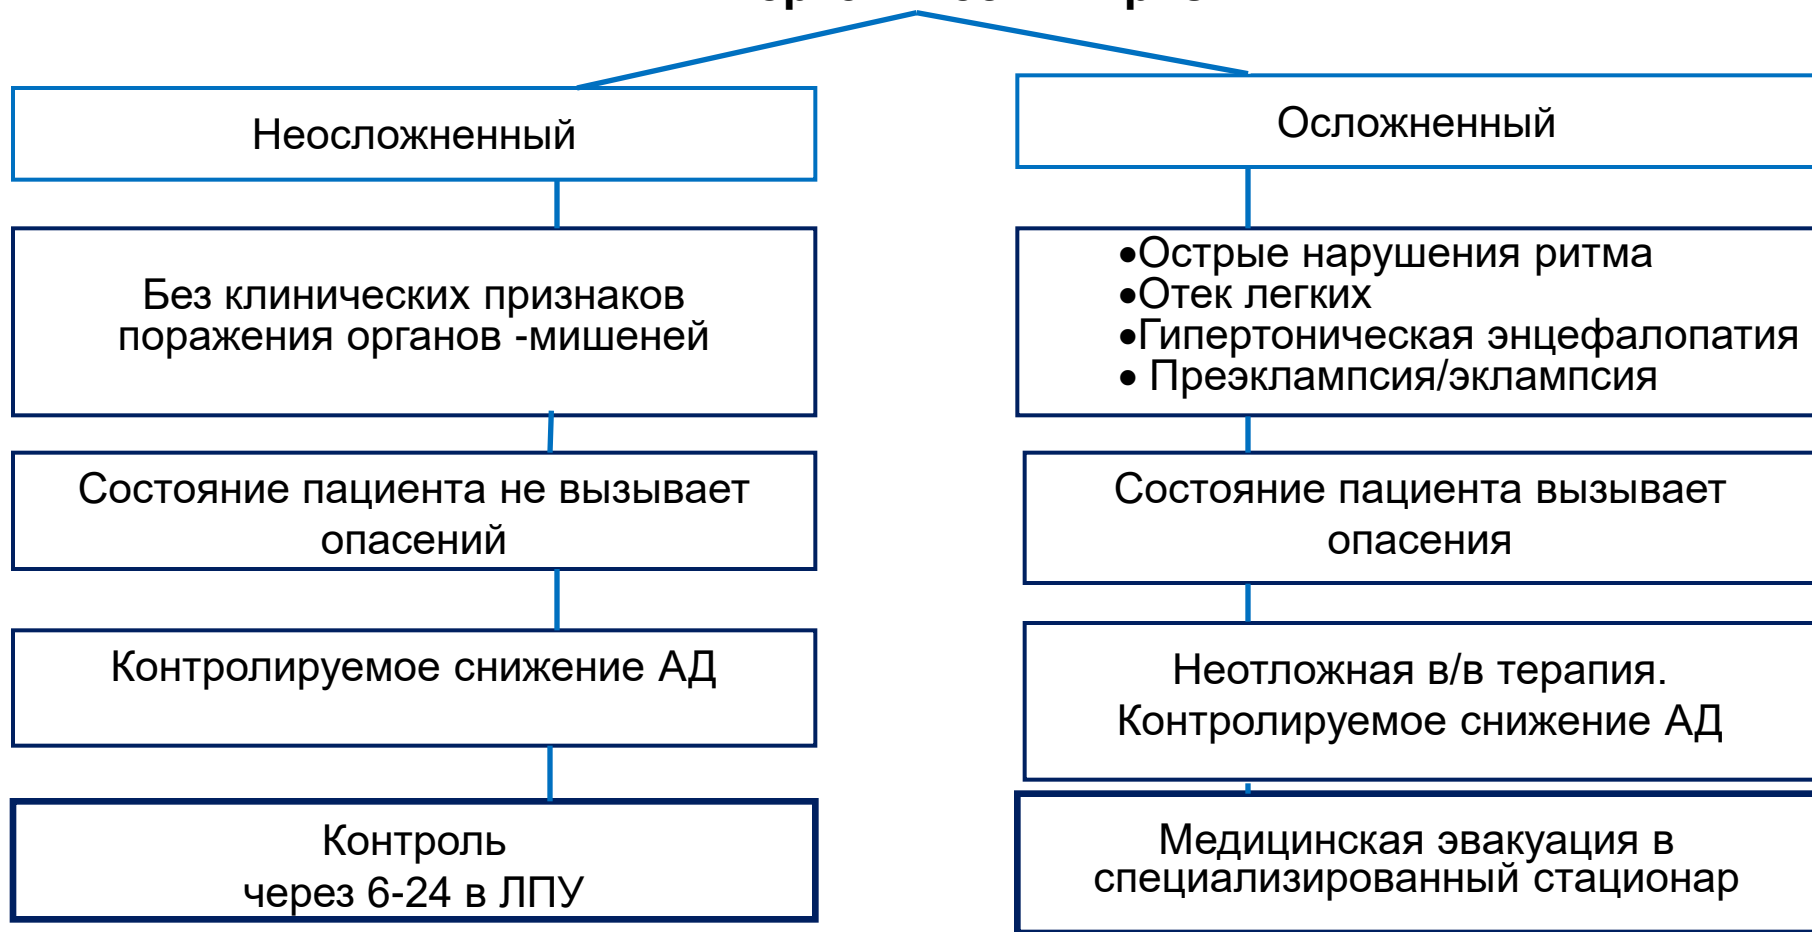 Неосложненный
Без клинических признаков
поражения органов -мишеней
Состояние пациента не вызывает
опасений
Контролируемое снижение АД
Контроль
через 6-24 в ЛПУ
Осложненный
•Острые нарушения ритма
•Отек легких
•Гипертоническая энцефалопатия
• Преэклампсия/эклампсия
Состояние пациента вызывает
опасения
Неотложная в/в терапия.
Контролируемое снижение АД
Медицинская эвакуация в
специализированный стационар